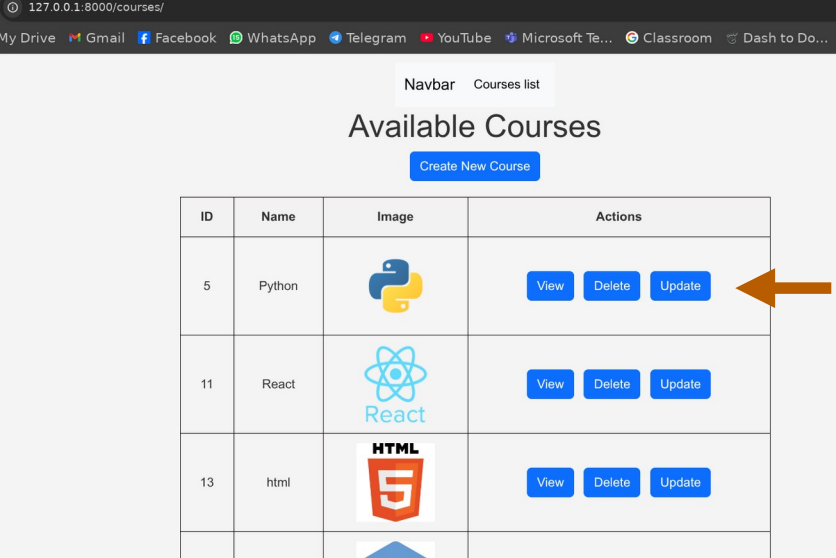 127.0.0.1:8000/courses/
My Drive Gmail Facebook WhatsApp Telegram YouTube Microsoft Te... Classroom Dash to Do...
Navbar Courses list
Available Courses
Create New Course
ID Name Image Actions
5 Python View Delete Update
11 React React View Delete Update
HTML
13 html 5 View Delete Update